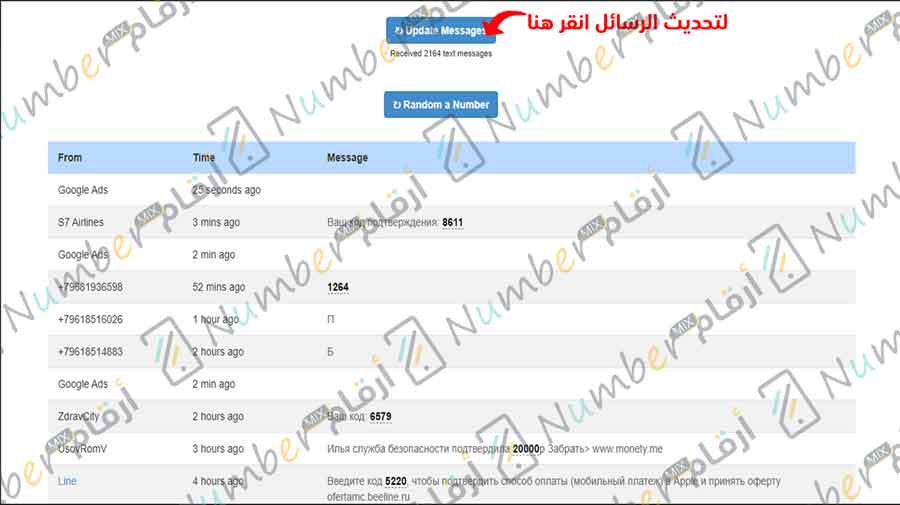 لتحديث الرسائل انقر هنا
↻ Update Messages
Received 2164 text messages
↻ Random a Number
From Time Message
Google Ads 25 seconds ago
S7 Airlines 3 mins ago Ваш код подтверждения: 8611
Google Ads 2 min ago
+79681936598 52 mins ago 1264
+79618516026 1 hour ago П
+79618514883 2 hours ago Б
Google Ads 2 min ago
ZdravCity 2 hours ago Ваш код: 6579
UsovRomV 3 hours ago Илья служба безопасности подтвердила 20000р Забрать> www.monety.me
Line 4 hours ago Введите код 5220, чтобы подтвердить способ оплаты (мобильный платеж) в Apple и принять оферту
ofertamc.beeline.ru
Number MIX أرقام